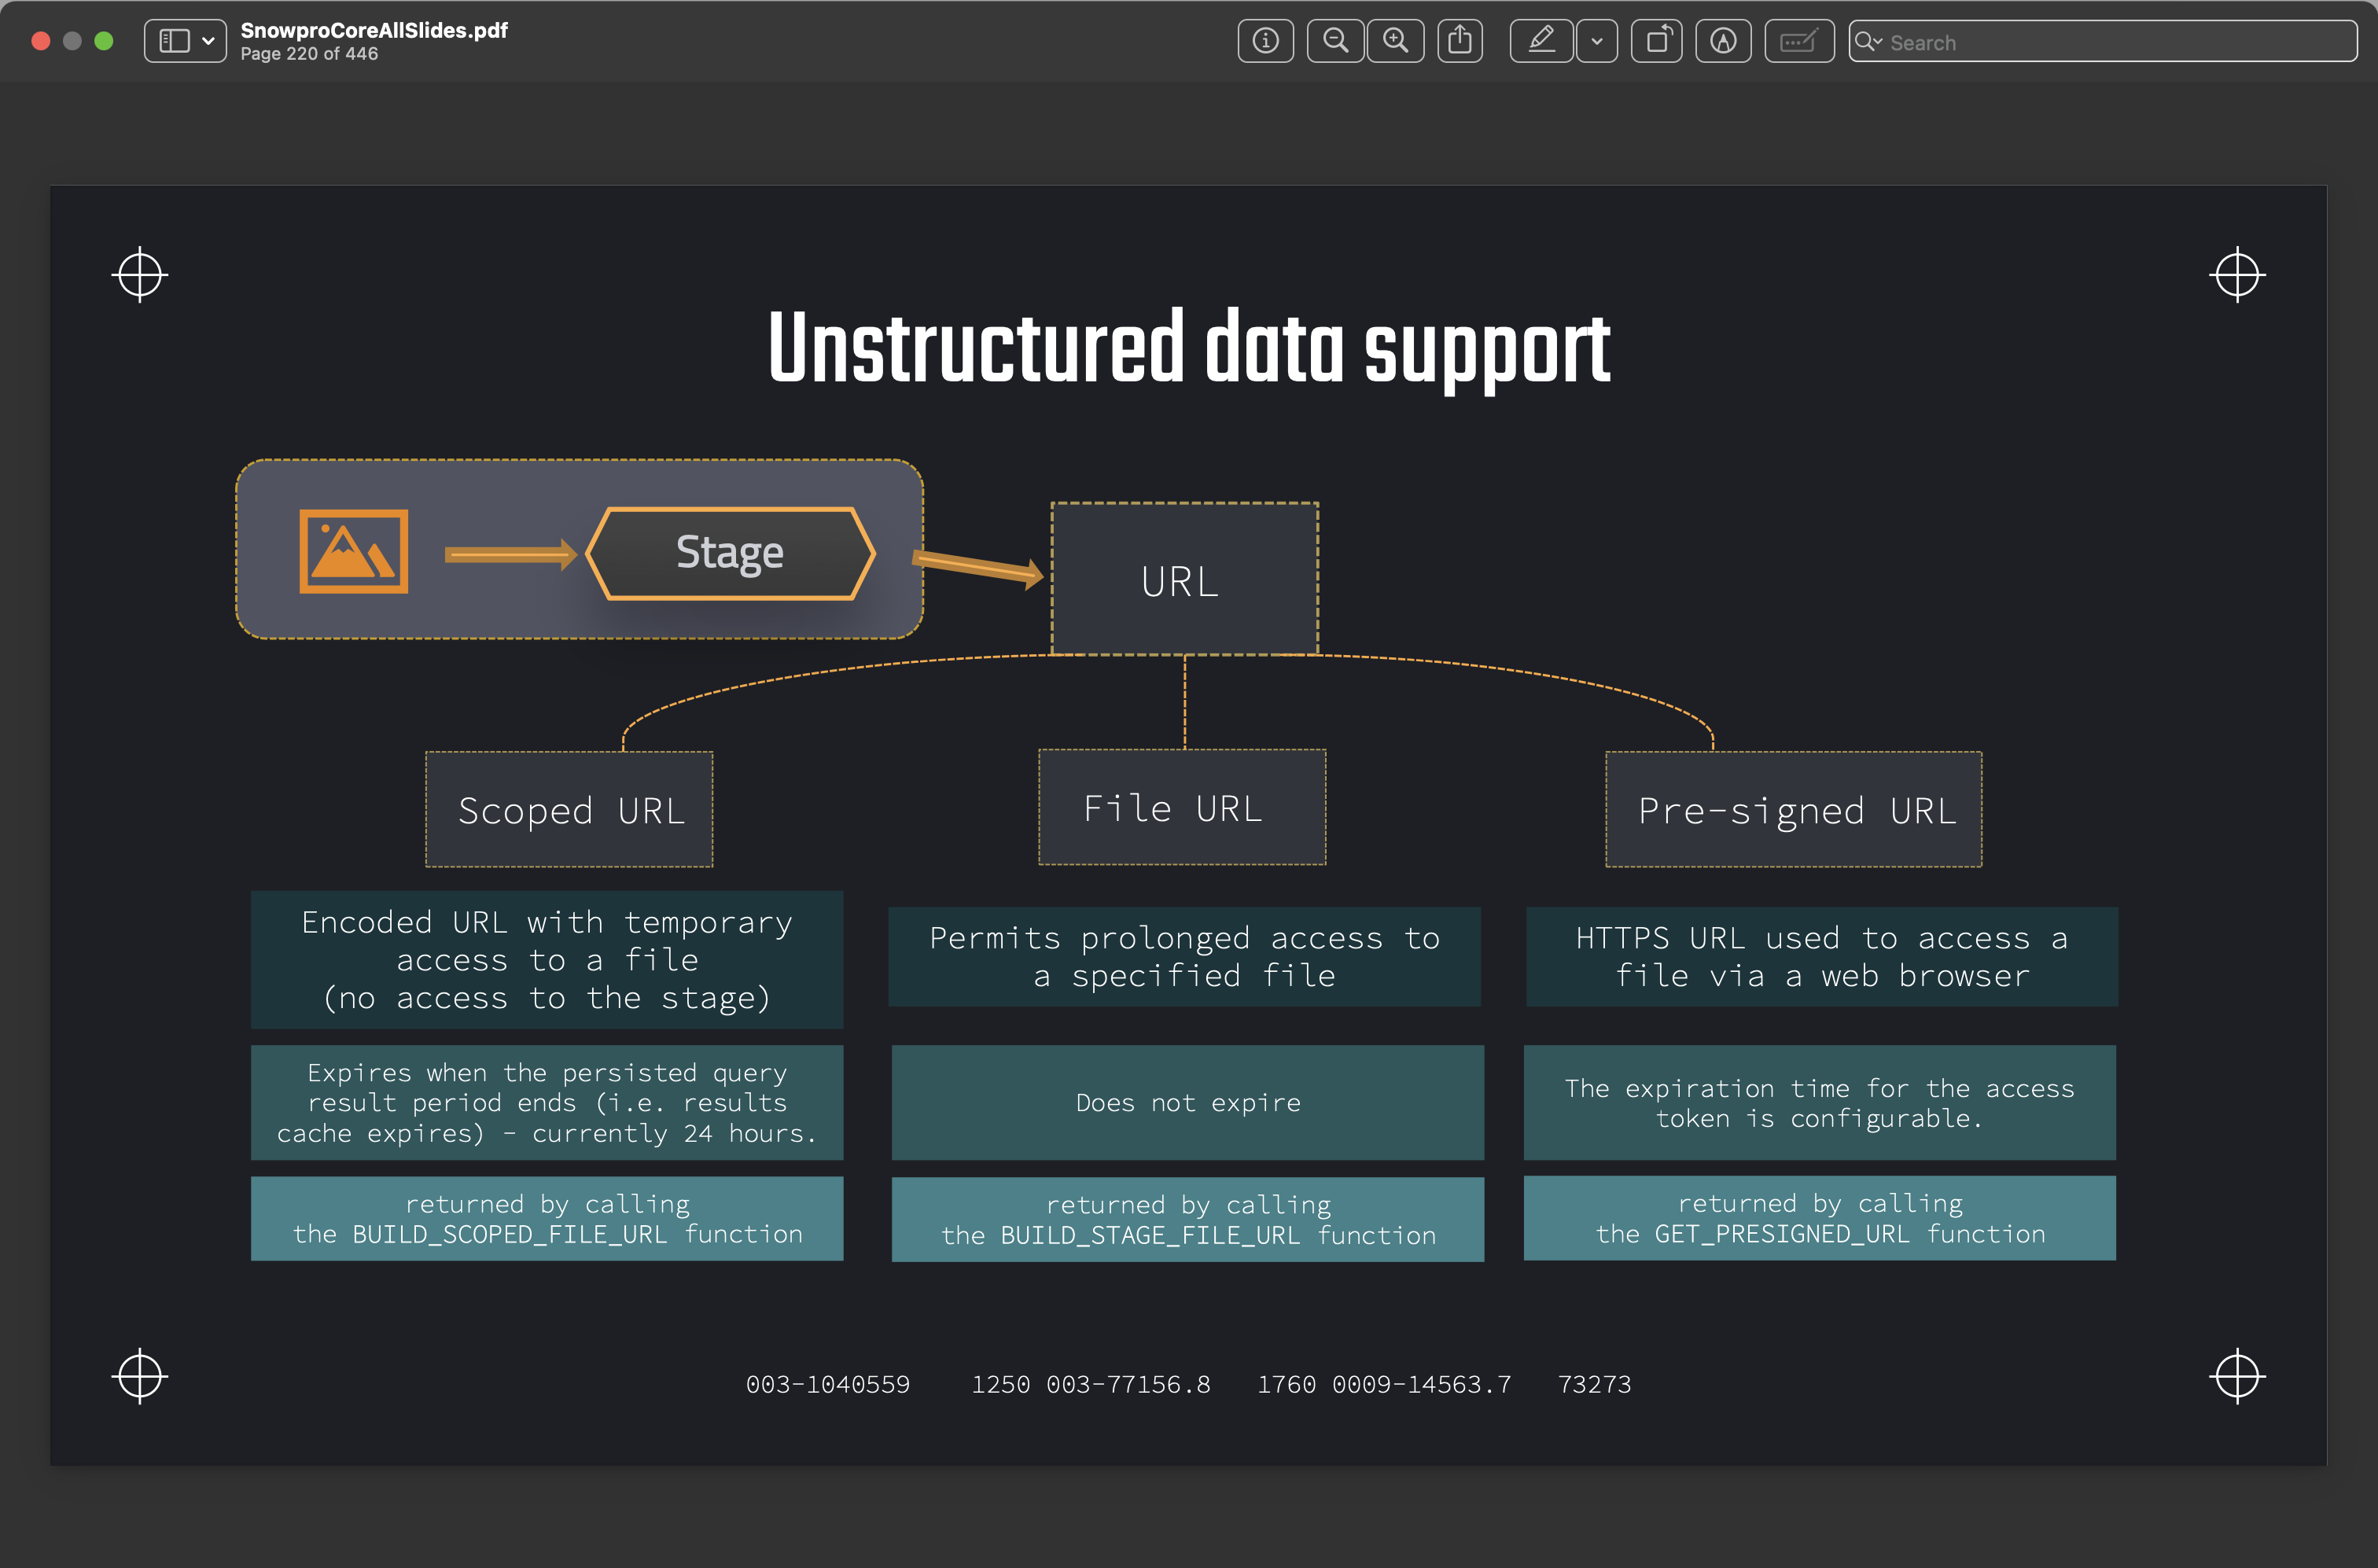 SnowproCoreAllSlides.pdf
Page 220 of 446
Search
Unstructured data support
Stage
URL
Scoped URL
File URL
Pre-signed URL
Encoded URL with temporary
access to a file
(no access to the stage)
Permits prolonged access to
a specified file
HTTPS URL used to access a
file via a web browser
Expires when the persisted query
result period ends (i.e. results
cache expires) – currently 24 hours.
Does not expire
The expiration time for the access
token is configurable.
returned by calling
the BUILD_SCOPED_FILE_URL function
returned by calling
the BUILD_STAGE_FILE_URL function
returned by calling
the GET_PRESIGNED_URL function
003-1040559 1250 003-77156.8 1760 0009-14563.7 73273